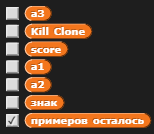 a3
Kill Clone
score
a1
a2
знак
примеров осталось